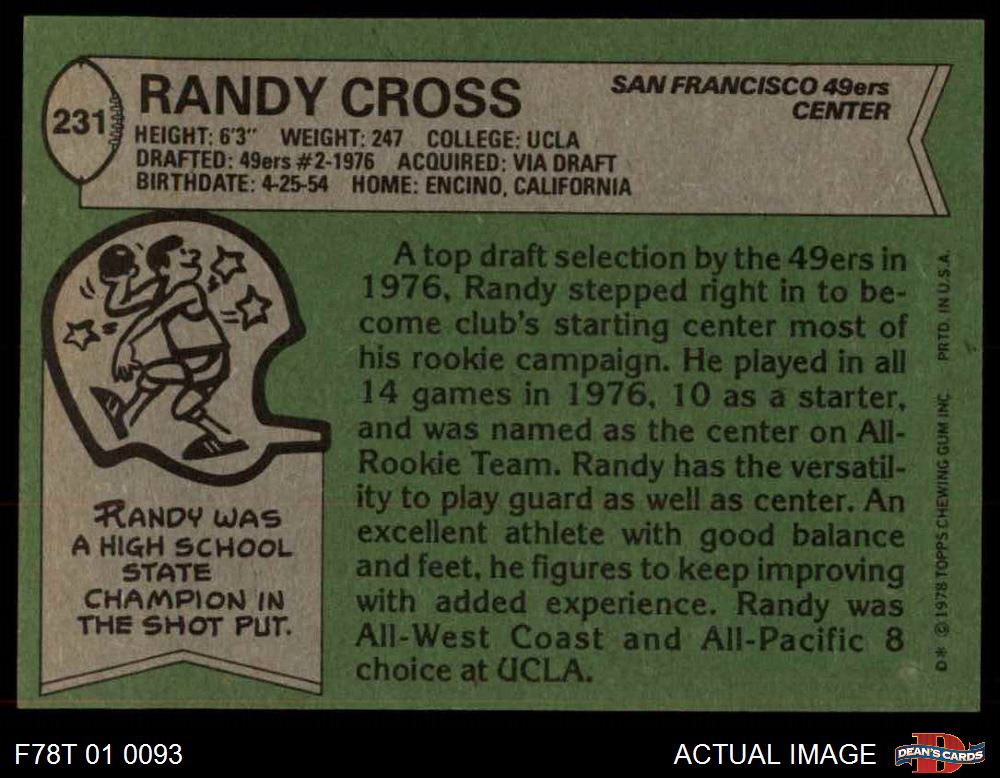 231
RANDY CROSS
SAN FRANCISCO 49ers
CENTER
HEIGHT: 6'3" WEIGHT: 247 COLLEGE: UCLA
DRAFTED: 49ers #2-1976 ACQUIRED: VIA DRAFT
BIRTHDATE: 4-25-54 HOME: ENCINO, CALIFORNIA
RANDY WAS
A HIGH SCHOOL
STATE
CHAMPION IN
THE SHOT PUT.
A top draft selection by the 49ers in
1976, Randy stepped right in to be-
come club's starting center most of
his rookie campaign. He played in all
14 games in 1976, 10 as a starter,
and was named as the center on All-
Rookie Team. Randy has the versatil-
ity to play guard as well as center. An
excellent athlete with good balance
and feet, he figures to keep improving
with added experience. Randy was
All-West Coast and All-Pacific 8
choice at UCLA.
D* © 1978 TOPPS CHEWING GUM INC. PRTD. IN U.S.A.
F78T 01 0093
ACTUAL IMAGE
DEAN'S CARDS